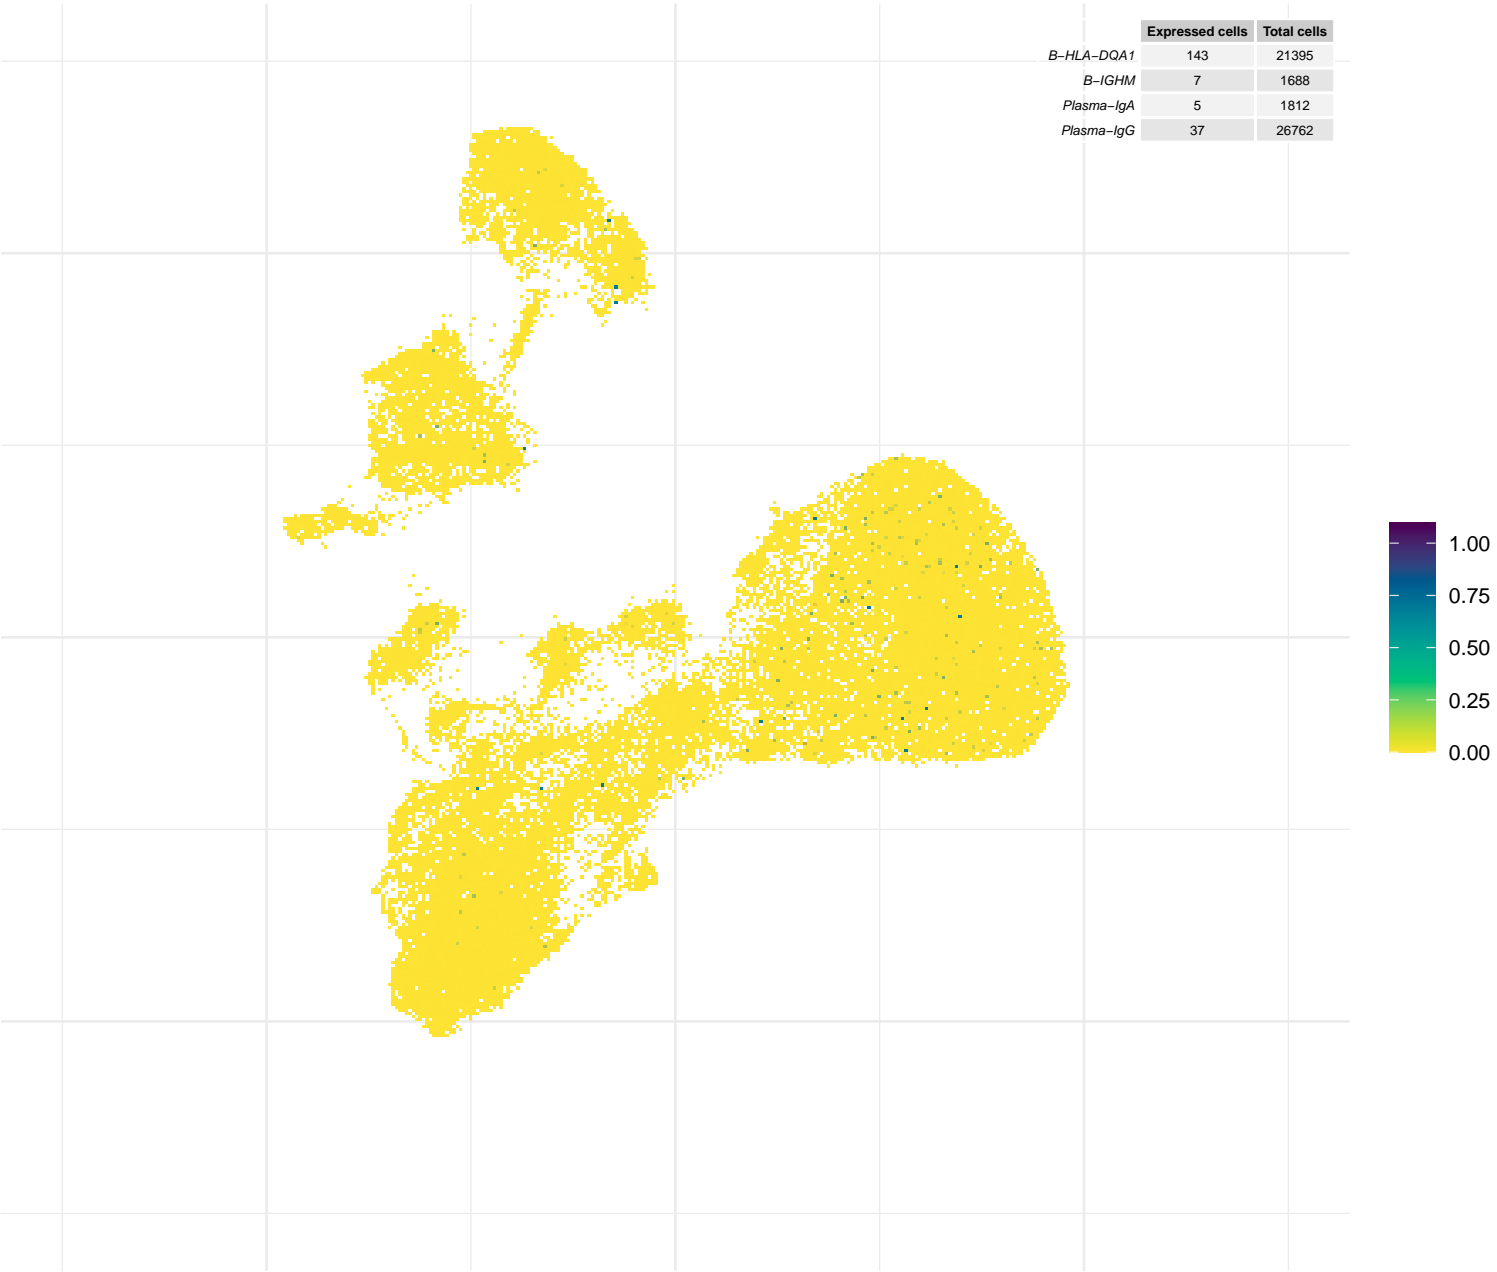 Expressed cells Total cells
B−HLA−DQA1 143 21395
B−IGHM 7 1688
Plasma−IgA 5 1812
Plasma−IgG 37 26762
1.00
0.75
0.50
0.25
0.00